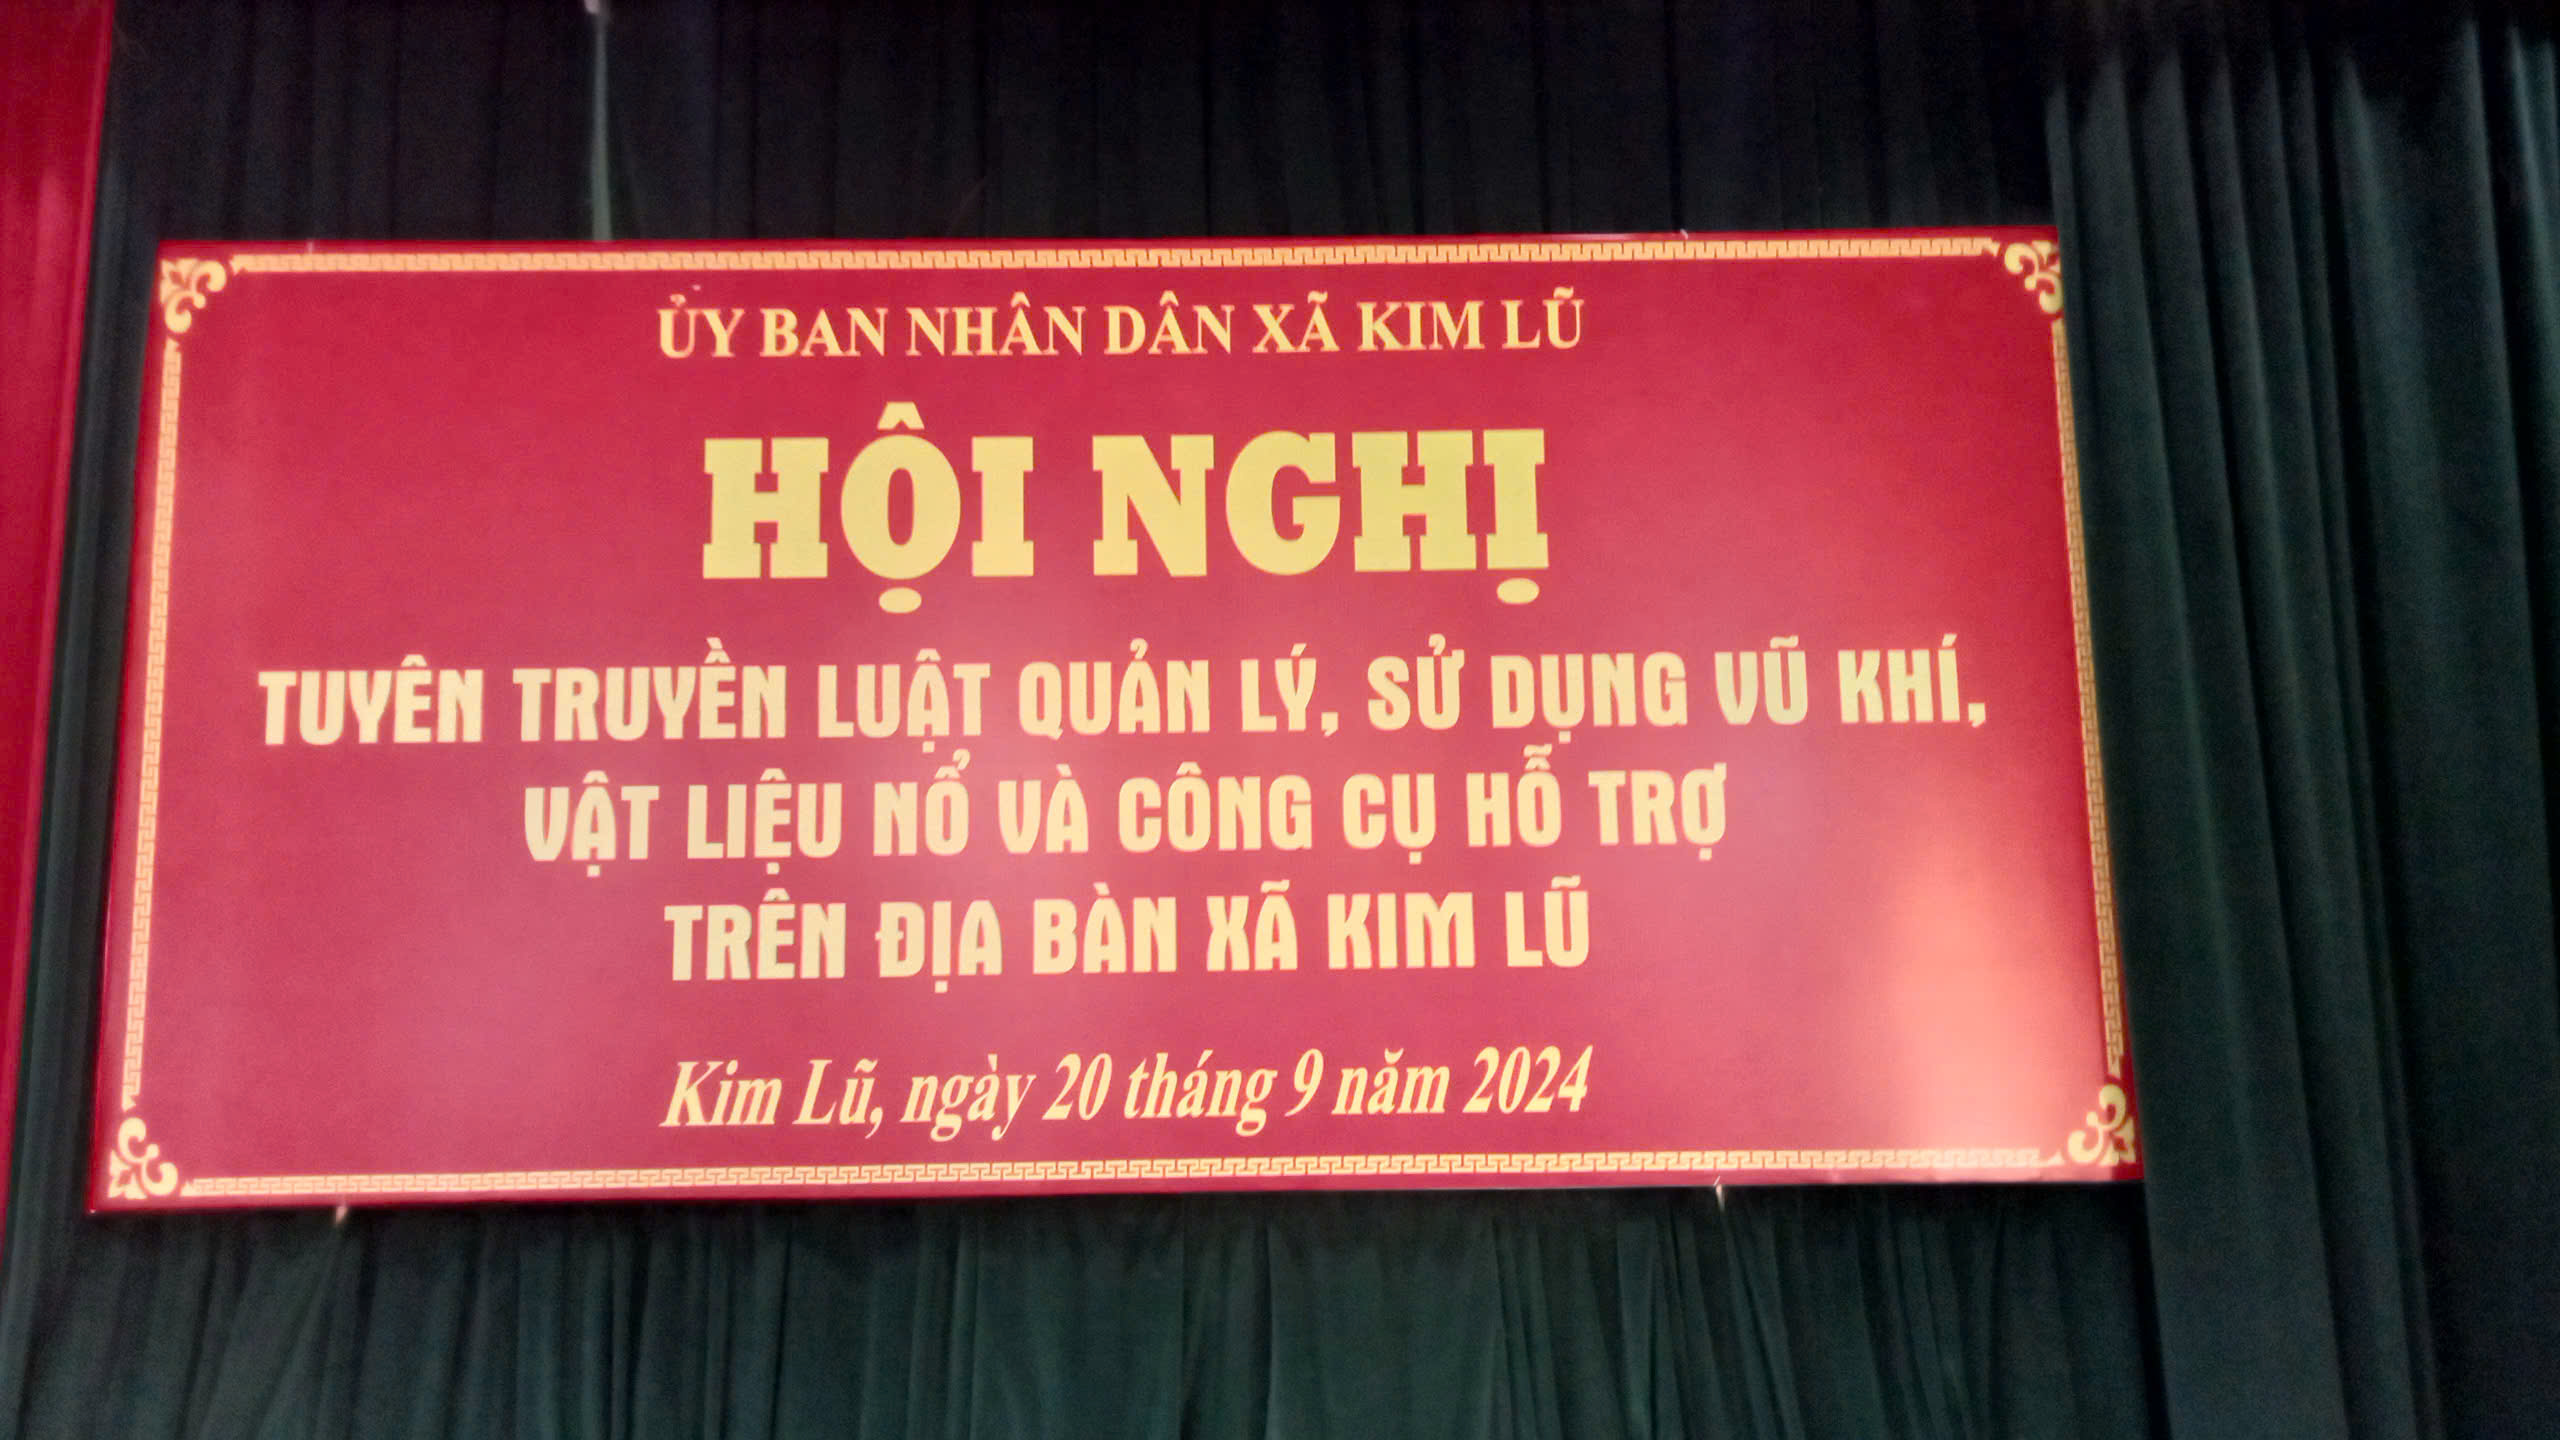 ỦY BAN NHÂN DÂN XÃ KIM LŨ
HỘI NGHỊ
TUYÊN TRUYỀN LUẬT QUẢN LÝ, SỬ DỤNG VŨ KHÍ,
VẬT LIỆU NỔ VÀ CÔNG CỤ HỖ TRỢ
TRÊN ĐỊA BÀN XÃ KIM LŨ
Kim Lũ, ngày 20 tháng 9 năm 2024